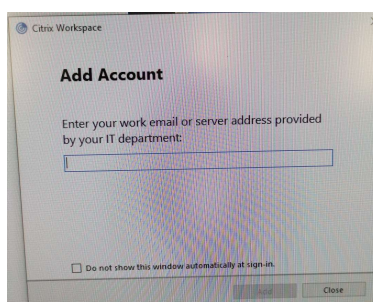 Citrix Workspace
Add Account
Enter your work email or server address provided
by your IT department:
Do not show this window automatically at sign-in.
Add
Close